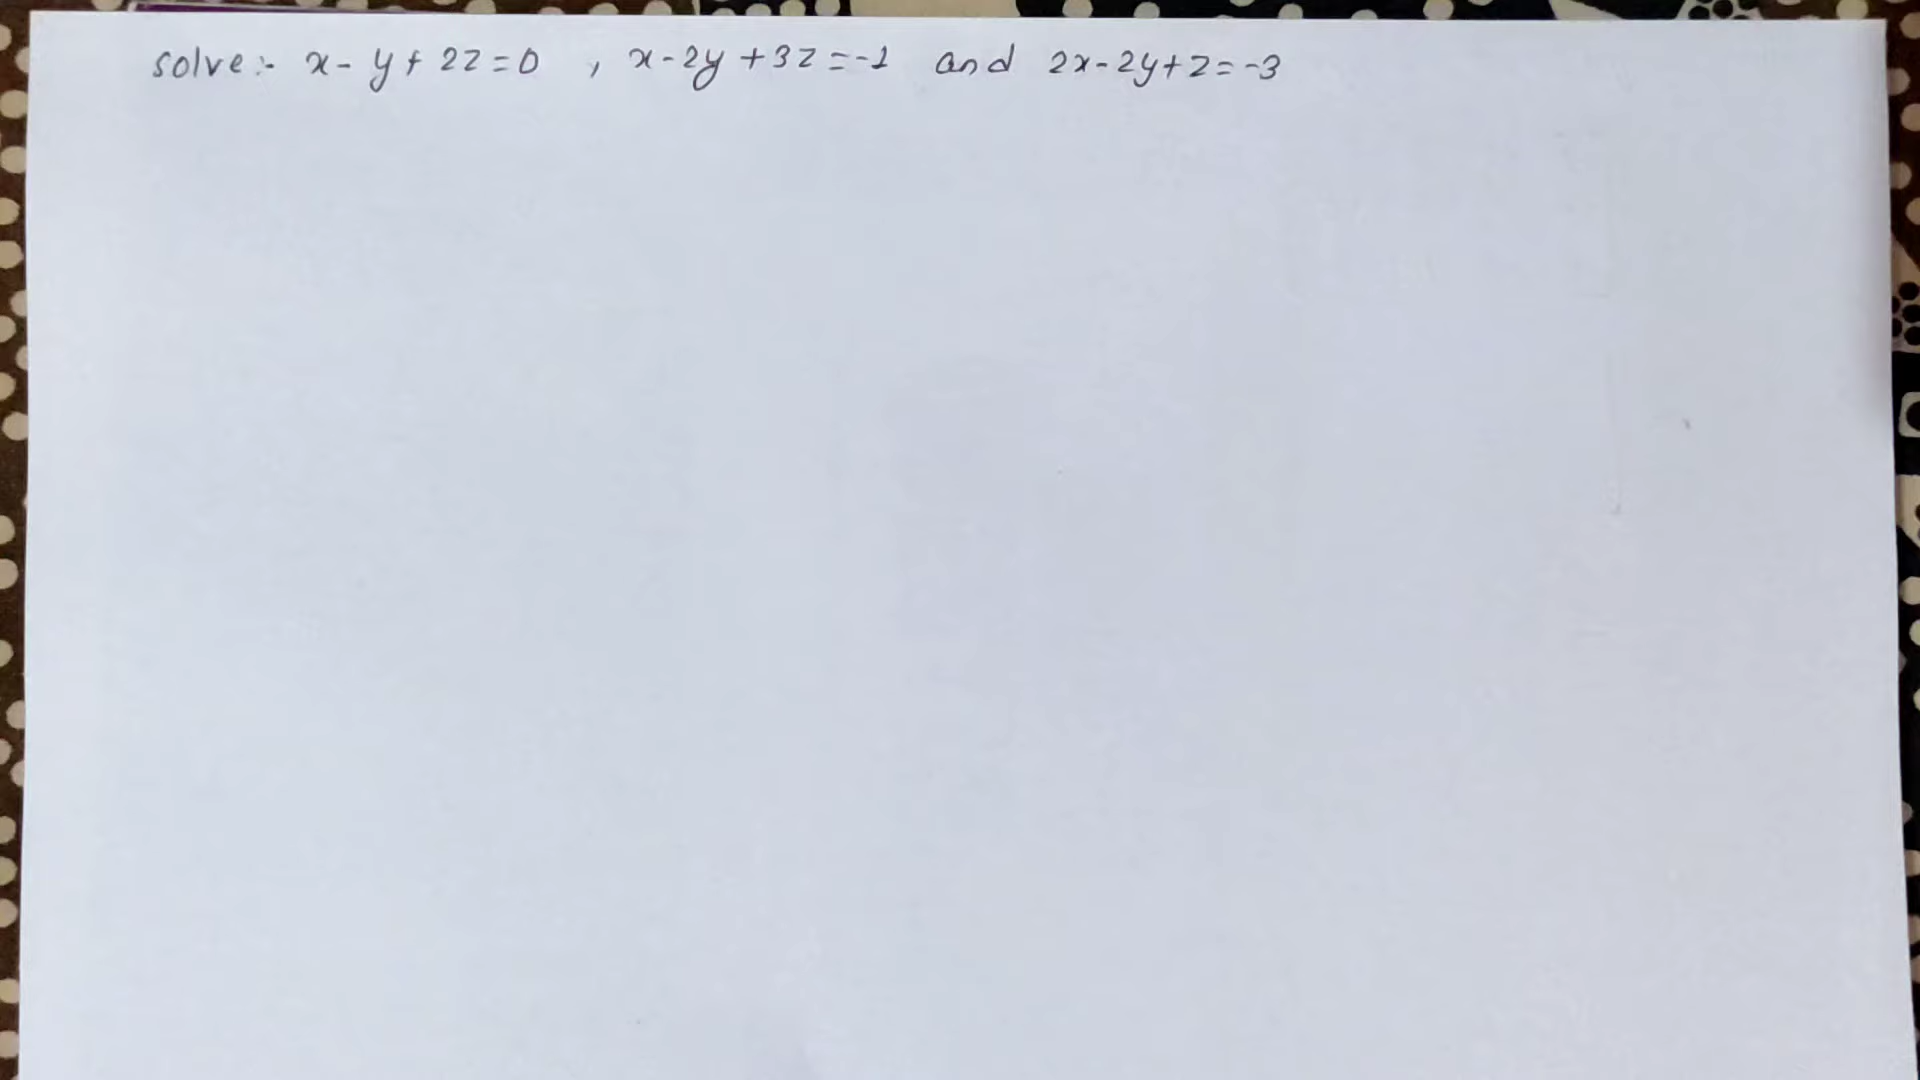 solve:- x - y + 2z = 0 , x - 2y + 3z = -1 and 2x - 2y + z = -3